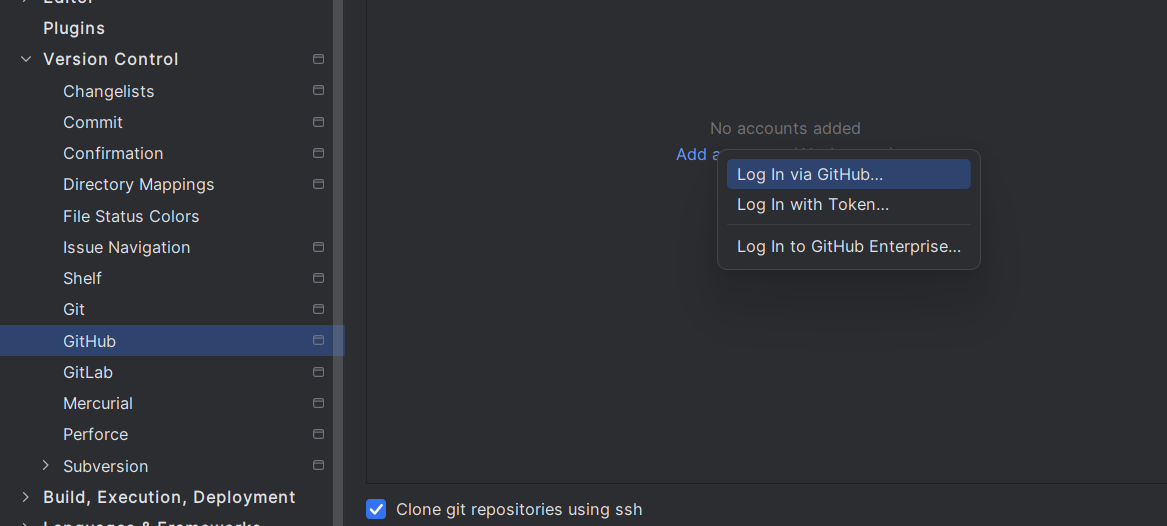 Plugins
Version Control
Changelists
Commit
Confirmation
Directory Mappings
File Status Colors
Issue Navigation
Shelf
Git
GitHub
GitLab
Mercurial
Perforce
Subversion
Build, Execution, Deployment
Languages & Frameworks
No accounts added
Add
Log In via GitHub...
Log In with Token...
Log In to GitHub Enterprise...
Clone git repositories using ssh